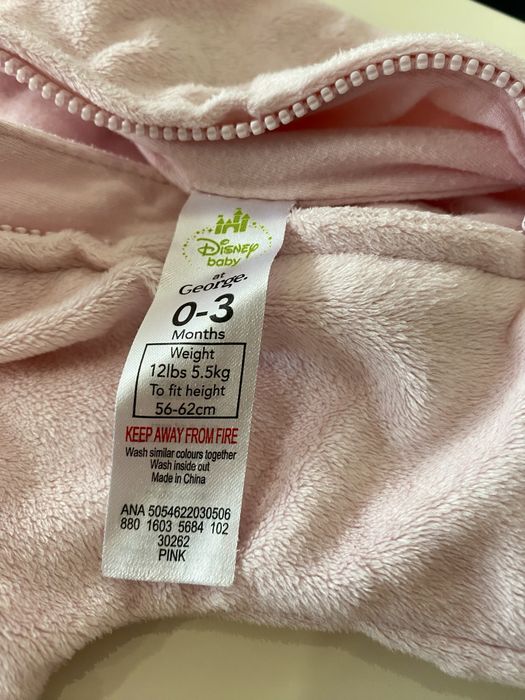 Disney
baby
at
George.
0-3
Months
Weight
12lbs 5.5kg
To fit height
56-62cm
KEEP AWAY FROM FIRE
Wash similar colours together
Wash inside out
Made in China
ANA 5054622030506
880 1603 5684 102
30262
PINK